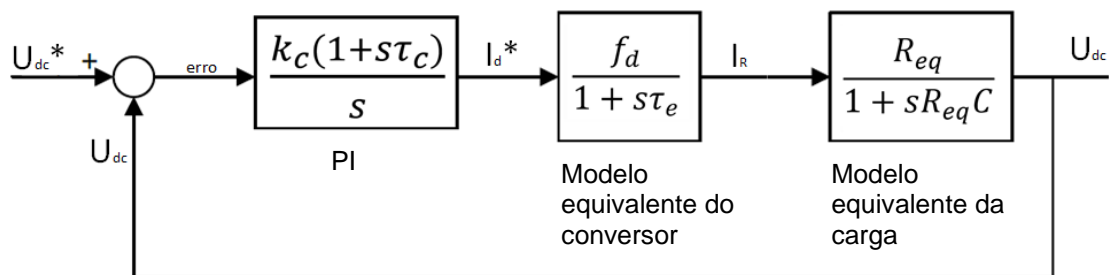 U_dc* +
erro
k_C(1+sτ_C)
s
I_d*
f_d
1 + sτ_e
I_R
R_eq
1 + sR_eqC
U_dc
U_dc
PI
Modelo
equivalente do
conversor
Modelo
equivalente da
carga